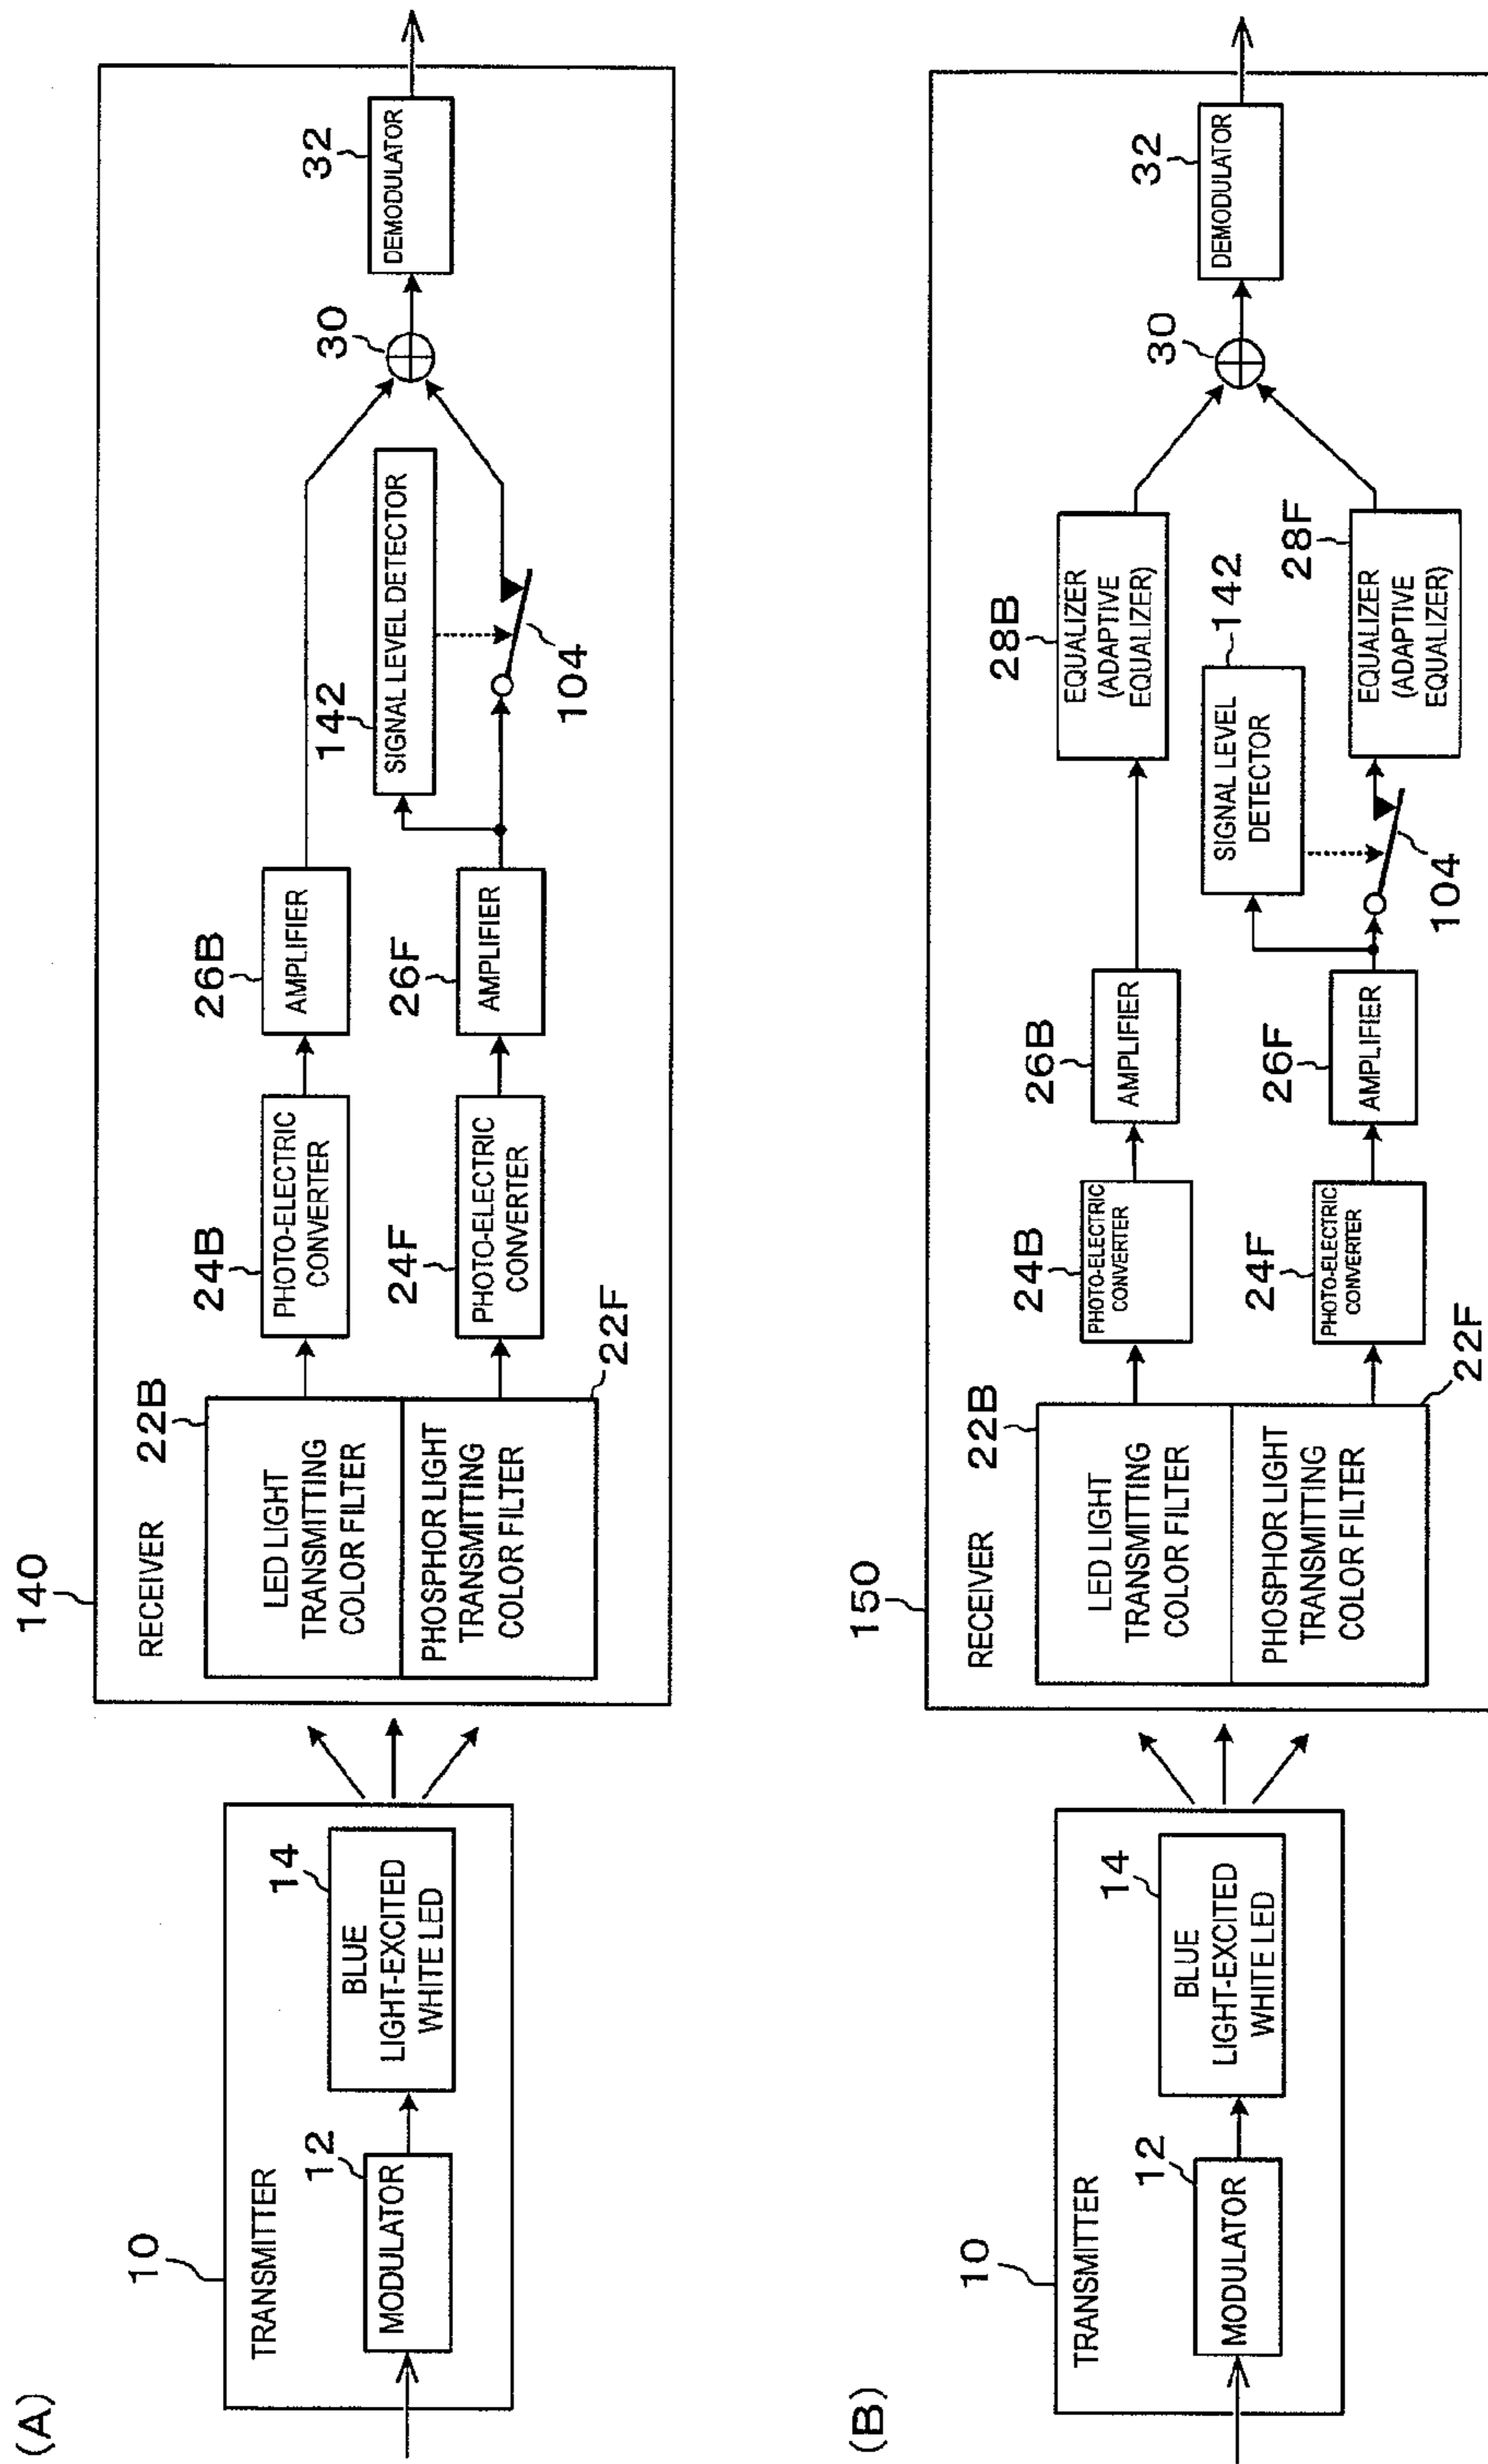 (A)
10
TRANSMITTER
12
MODULATOR
14
BLUE
LIGHT-EXCITED
WHITE LED
140
RECEIVER
22B
LED LIGHT
TRANSMITTING
COLOR FILTER
PHOSPHOR LIGHT
TRANSMITTING
COLOR FILTER
22F
24B
PHOTO-ELECTRIC
CONVERTER
24F
PHOTO-ELECTRIC
CONVERTER
26B
AMPLIFIER
26F
AMPLIFIER
142
SIGNAL LEVEL DETECTOR
104
30
32
DEMODULATOR
(B)
10
TRANSMITTER
12
MODULATOR
14
BLUE
LIGHT-EXCITED
WHITE LED
150
RECEIVER
22B
LED LIGHT
TRANSMITTING
COLOR FILTER
PHOSPHOR LIGHT
TRANSMITTING
COLOR FILTER
22F
24B
PHOTO-ELECTRIC
CONVERTER
24F
PHOTO-ELECTRIC
CONVERTER
26B
AMPLIFIER
26F
AMPLIFIER
142
SIGNAL LEVEL
DETECTOR
104
28B
EQUALIZER
(ADAPTIVE
EQUALIZER)
28F
EQUALIZER
(ADAPTIVE
EQUALIZER)
30
32
DEMODULATOR